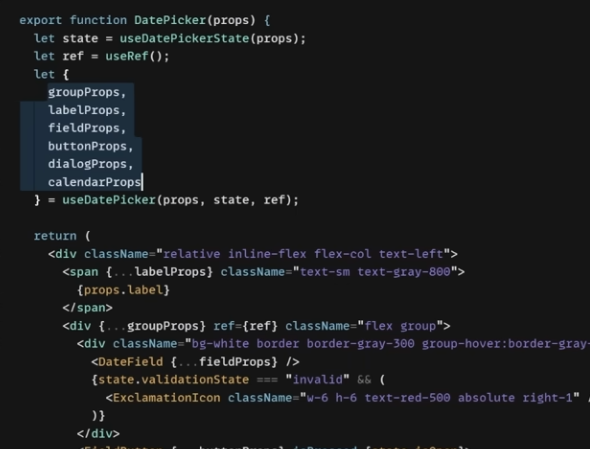 export function DatePicker(props) {
let state = useDatePickerState(props);
let ref = useRef();
let {
groupProps,
labelProps,
fieldProps,
buttonProps,
dialogProps,
calendarProps
} = useDatePicker(props, state, ref);
return (
<div className="relative inline-flex flex-col text-left">
<span {...labelProps} className="text-sm text-gray-800">
{props.label}
</span>
<div {...groupProps} ref={ref} className="flex group">
<div className="bg-white border border-gray-300 group-hover:border-gray-
<DateField {...fieldProps} />
{state.validationState === "invalid" && (
<ExclamationIcon className="w-6 h-6 text-red-500 absolute right-1" /
)}
</div>